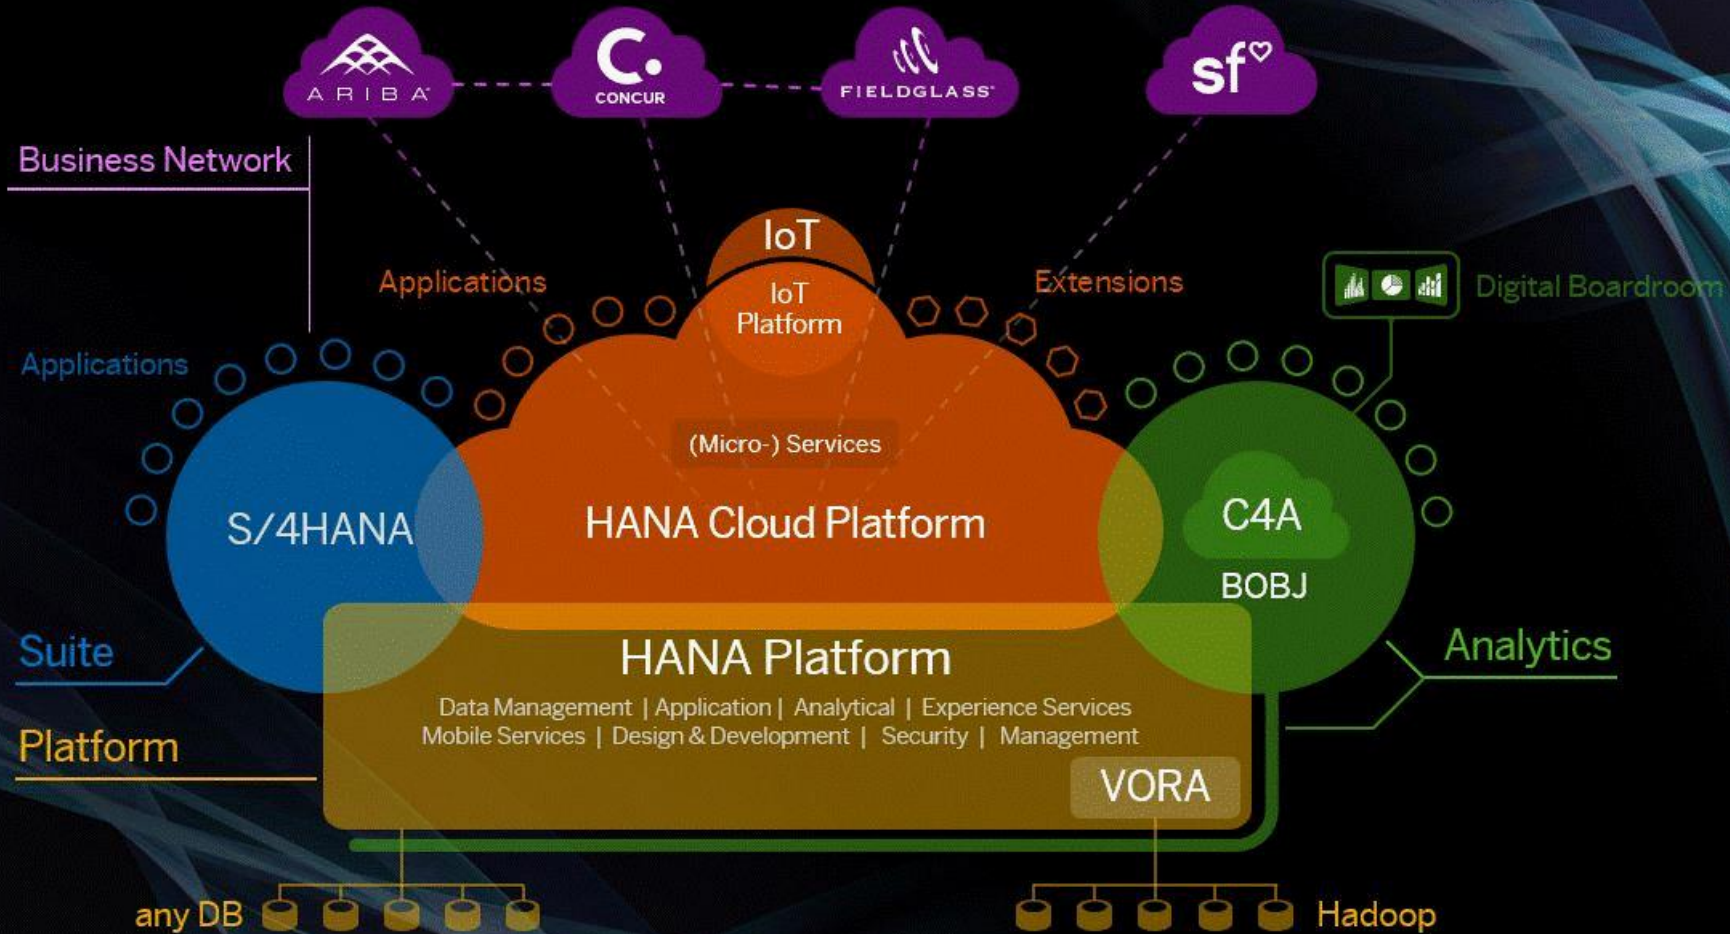 ARIBA
C.
CONCUR
FIELDGLASS
sf
Business Network
IoT
Applications
IoT
Platform
Extensions
Digital Boardroom
Applications
(Micro-) Services
S/4HANA
HANA Cloud Platform
C4A
BOBJ
Suite
HANA Platform
Analytics
Data Management | Application | Analytical | Experience Services
Mobile Services | Design & Development | Security | Management
Platform
VORA
any DB
Hadoop